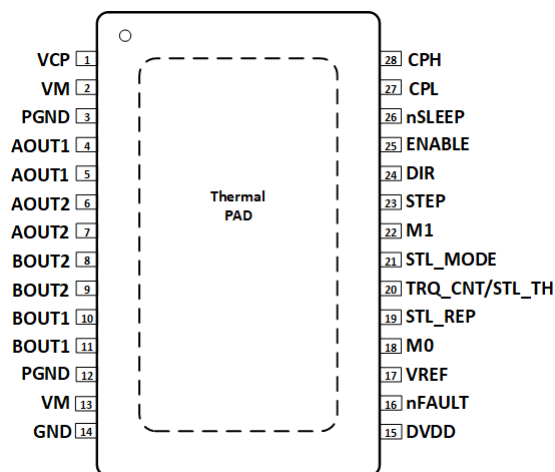 VCP 1
VM 2
PGND 3
AOUT1 4
AOUT1 5
AOUT2 6
AOUT2 7
BOUT2 8
BOUT2 9
BOUT1 10
BOUT1 11
PGND 12
VM 13
GND 14
Thermal
PAD
28 CPH
27 CPL
26 nSLEEP
25 ENABLE
24 DIR
23 STEP
22 M1
21 STL_MODE
20 TRQ_CNT/STL_TH
19 STL_REP
18 M0
17 VREF
16 nFAULT
15 DVDD